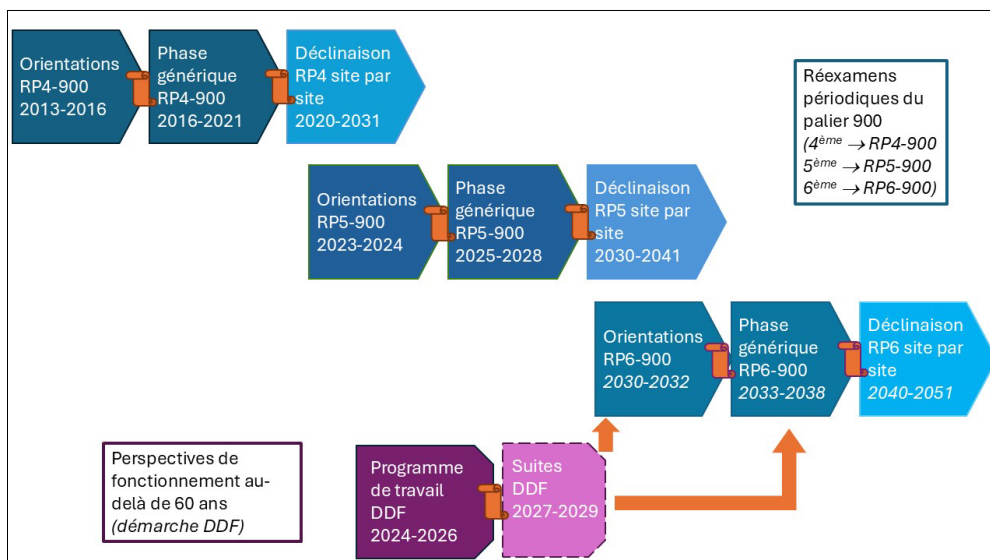 Orientations
RP4-900
2013-2016
Phase
générique
RP4-900
2016-2021
Déclinaison
RP4 site par
site
2020-2031
Réexamens
périodiques du
palier 900
(4ème → RP4-900
5ème → RP5-900
6ème → RP6-900)
Orientations
RP5-900
2023-2024
Phase
générique
RP5-900
2025-2028
Déclinaison
RP5 site par
site
2030-2041
Orientations
RP6-900
2030-2032
Phase
générique
RP6-900
2033-2038
Déclinaison
RP6 site par
site
2040-2051
Perspectives de
fonctionnement au-
delà de 60 ans
(démarche DDF)
Programme
de travail
DDF
2024-2026
Suites
DDF
2027-2029